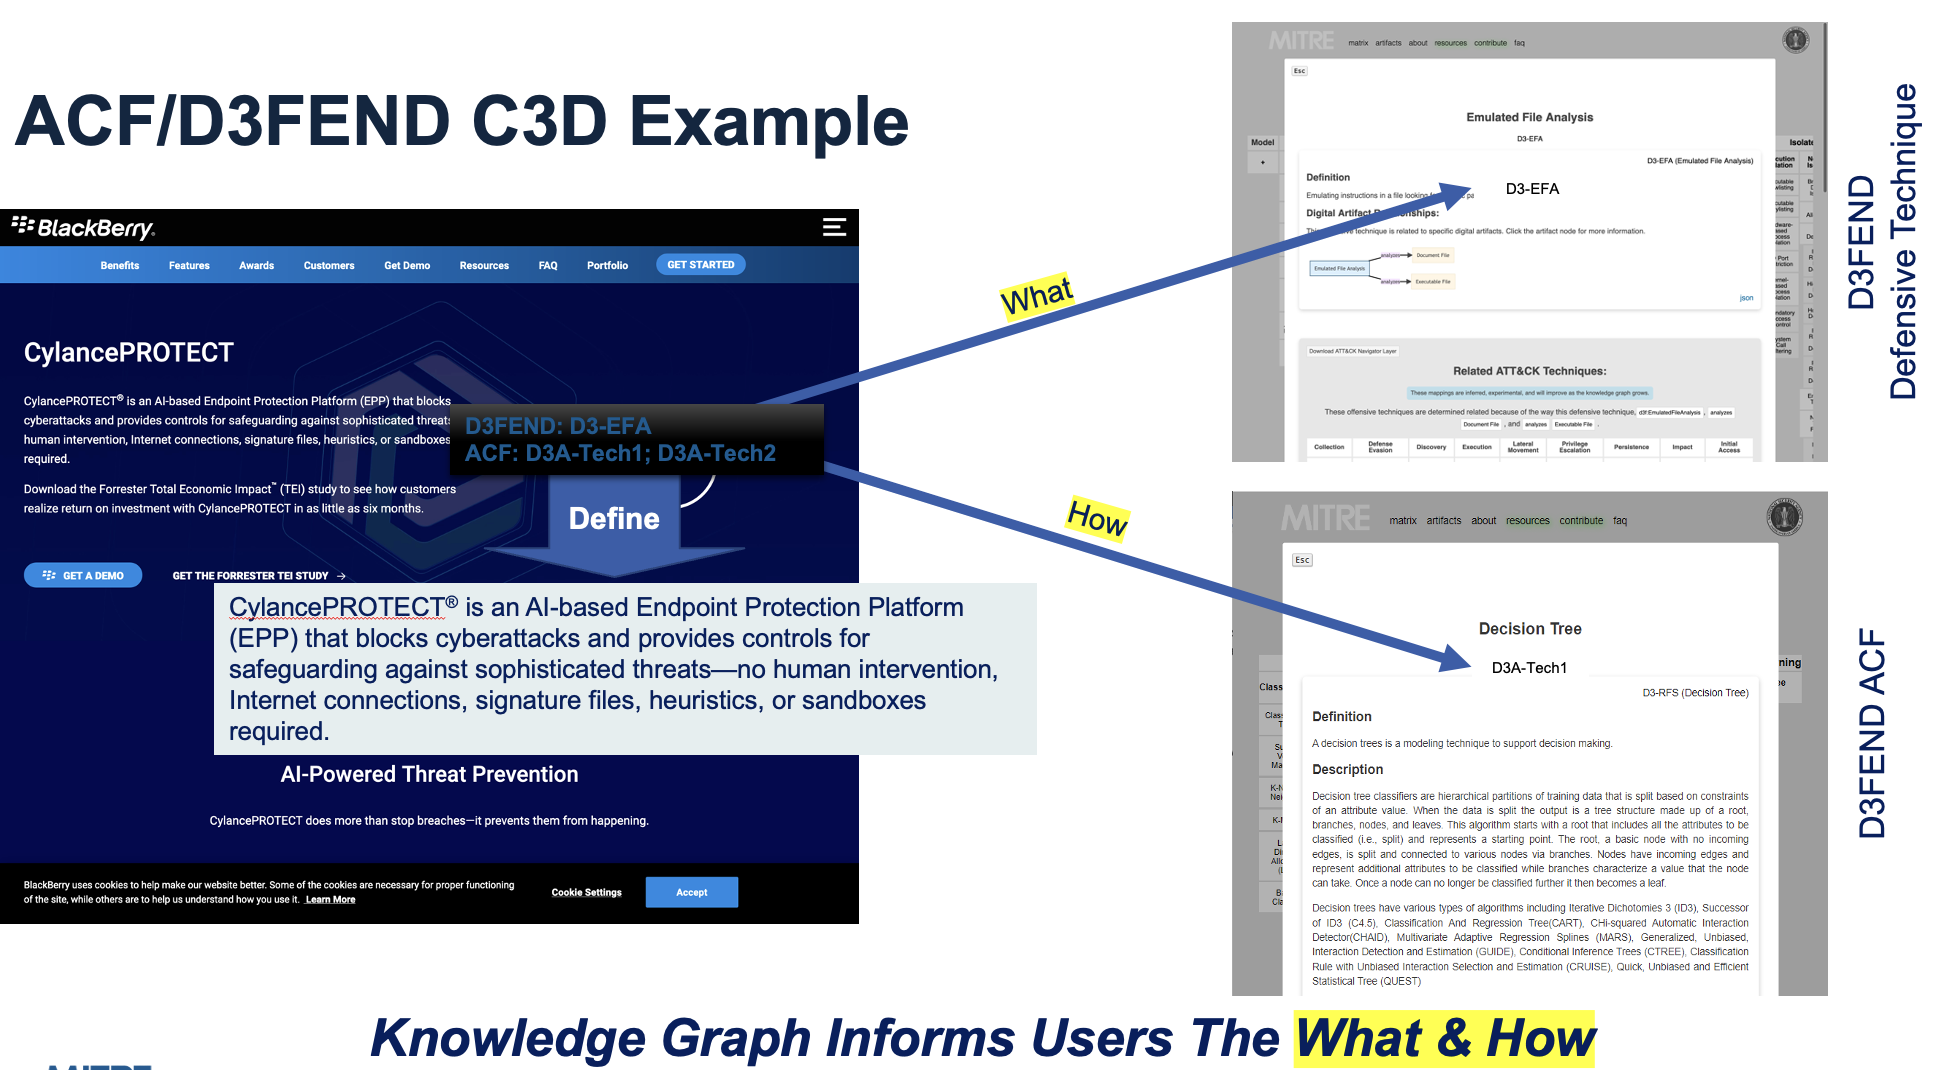 ACF/D3FEND C3D Example
BlackBerry.
Benefits Features Awards Customers Get Demo Resources FAQ Portfolio GET STARTED
CylancePROTECT
CylancePROTECT® is an AI-based Endpoint Protection Platform (EPP) that blocks
cyberattacks and provides controls for safeguarding against sophisticated threats
human intervention, Internet connections, signature files, heuristics, or sandboxes
required.
Download the Forrester Total Economic Impact™ (TEI) study to see how customers
realize return on investment with CylancePROTECT in as little as six months.
D3FEND: D3-EFA
ACF: D3A-Tech1; D3A-Tech2
Define
GET A DEMO GET THE FORRESTER TEI STUDY →
CylancePROTECT® is an AI-based Endpoint Protection Platform
(EPP) that blocks cyberattacks and provides controls for
safeguarding against sophisticated threats—no human intervention,
Internet connections, signature files, heuristics, or sandboxes
required.
AI-Powered Threat Prevention
CylancePROTECT does more than stop breaches—it prevents them from happening.
BlackBerry uses cookies to help make our website better. Some of the cookies are necessary for proper functioning
of the site, while others are to help us understand how you use it. Learn More
Cookie Settings
Accept
What
How
MITRE matrix artifacts about resources contribute faq
Esc
Emulated File Analysis
D3-EFA
Model
+
D3-EFA (Emulated File Analysis)
Definition
Emulating instructions in a file looking
D3-EFA
Digital Artifact Relationships:
technique is related to specific digital artifacts. Click the artifact node for more information.
Emulated File Analysis
analyzes
Document File
analyzes
Executable File
json
Download ATT&CK Navigator Layer
Related ATT&CK Techniques:
These mappings are inferred, experimental, and will improve as the knowledge graph grows.
These offensive techniques are determined related because of the way this defensive technique, d3f:EmulatedFileAnalysis , analyzes
Document File , and analyzes Executable File .
Collection Defense Evasion Discovery Execution Lateral Movement Privilege Escalation Persistence Impact Initial Access
D3FEND
Defensive Technique
MITRE matrix artifacts about resources contribute faq
Esc
Decision Tree
D3A-Tech1
D3-RFS (Decision Tree)
Definition
A decision trees is a modeling technique to support decision making.
Description
Decision tree classifiers are hierarchical partitions of training data that is split based on constraints
of an attribute value. When the data is split the output is a tree structure made up of a root,
branches, nodes, and leaves. This algorithm starts with a root that includes all the attributes to be
classified (i.e., split) and represents a starting point. The root, a basic node with no incoming
edges, is split and connected to various nodes via branches. Nodes have incoming edges and
represent additional attributes to be classified while branches characterize a value that the node
can take. Once a node can no longer be classified further it then becomes a leaf.
Decision trees have various types of algorithms including Iterative Dichotomies 3 (ID3), Successor
of ID3 (C4.5), Classification And Regression Tree(CART), CHi-squared Automatic Interaction
Detector(CHAID), Multivariate Adaptive Regression Splines (MARS), Generalized, Unbiased,
Interaction Detection and Estimation (GUIDE), Conditional Inference Trees (CTREE), Classification
Rule with Unbiased Interaction Selection and Estimation (CRUISE), Quick, Unbiased and Efficient
Statistical Tree (QUEST)
D3FEND ACF
Knowledge Graph Informs Users The What & How
MITRE